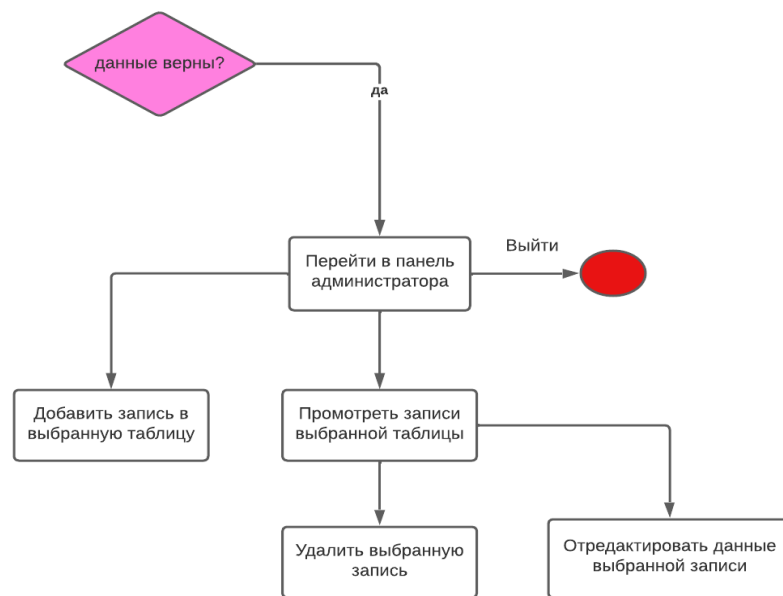 данные верны?
да
Перейти в панель
администратора
Выйти
Добавить запись в
выбранную таблицу
Промотреть записи
выбранной таблицы
Удалить выбранную
запись
Отредактировать данные
выбранной записи